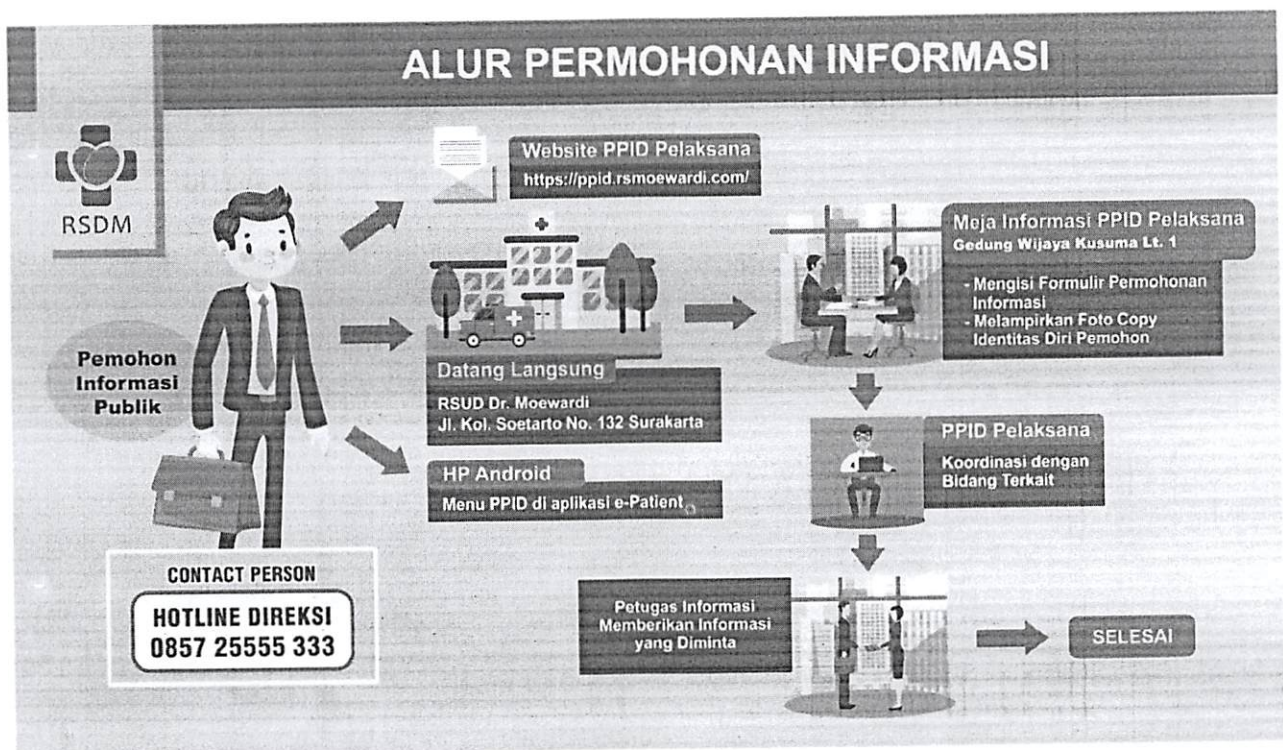 ALUR PERMOHONAN INFORMASI
RSDM
Pemohon
Informasi
Publik
Website PPID Pelaksana
https://ppid.rsmoewardi.com/
Datang Langsung
RSUD Dr. Moewardi
Jl. Kol. Soetarto No. 132 Surakarta
HP Android
Menu PPID di aplikasi e-Patient
Meja Informasi PPID Pelaksana
Gedung Wijaya Kusuma Lt. 1
- Mengisi Formulir Permohonan
Informasi
- Melampirkan Foto Copy
Identitas Diri Pemohon
PPID Pelaksana
Koordinasi dengan
Bidang Terkait
Petugas Informasi
Memberikan Informasi
yang Diminta
SELESAI
CONTACT PERSON
HOTLINE DIREKSI
0857 25555 333